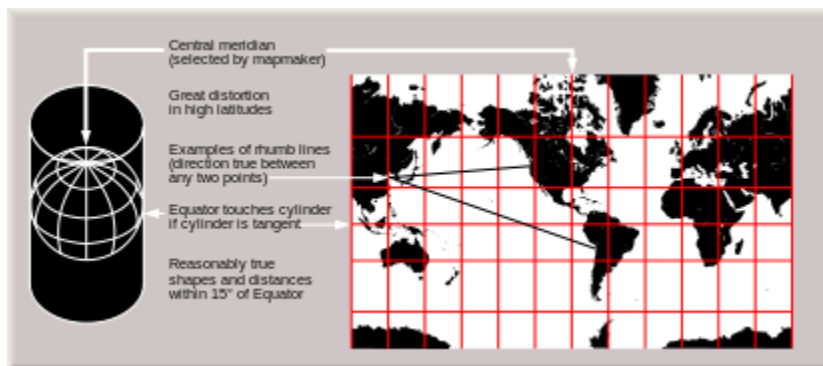 Central meridian
(selected by mapmaker)
Great distortion
in high latitudes
Examples of rhumb lines
(direction true between
any two points)
Equator touches cylinder
if cylinder is tangent
Reasonably true
shapes and distances
within 15° of Equator